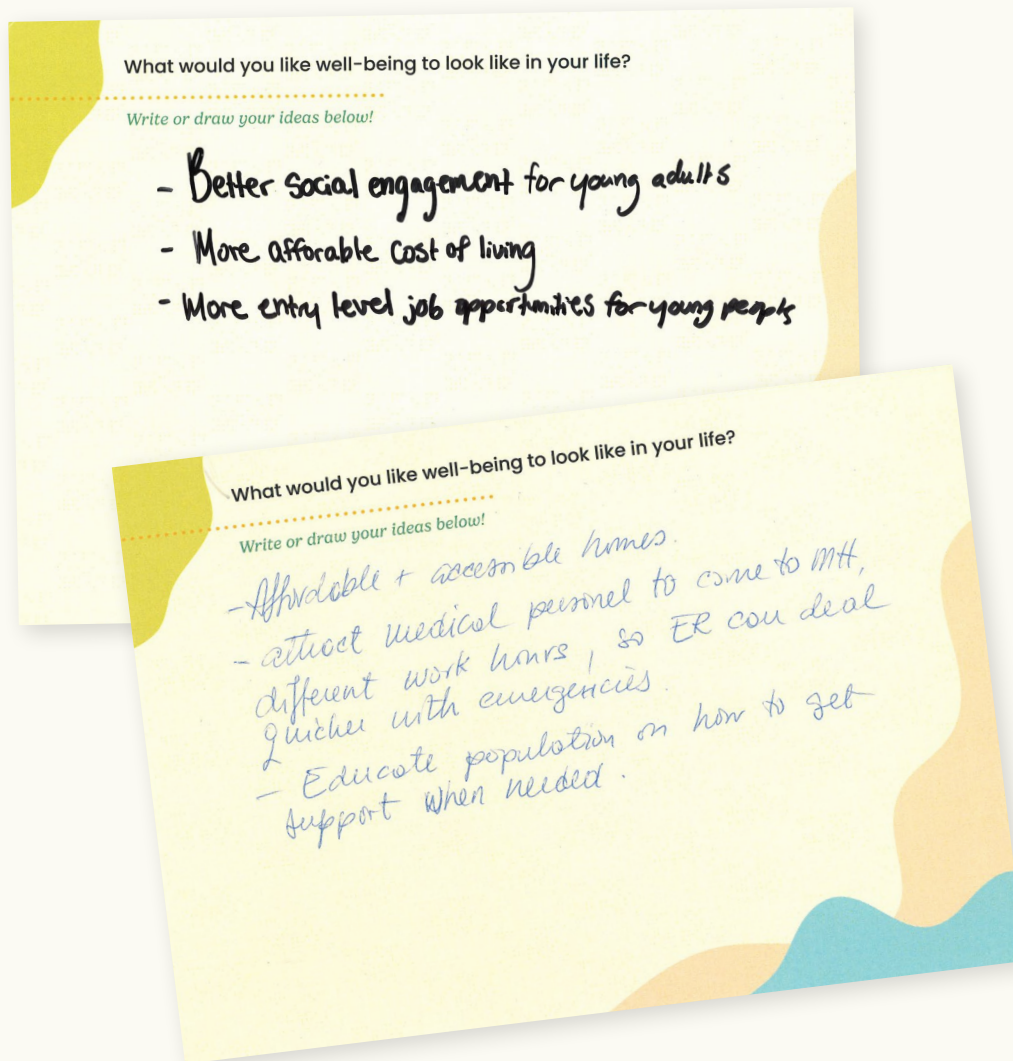 What would you like well-being to look like in your life?
Write or draw your ideas below!
- Better social engagement for young adults
- More afforable cost of living
- More entry level job opportunities for young people
What would you like well-being to look like in your life?
Write or draw your ideas below!
- Affordable + accessible homes.
- attract medical personel to come to MH,
different work hours, so ER can deal
quicker with emergencies.
- Educate population on how to get
support when needed.